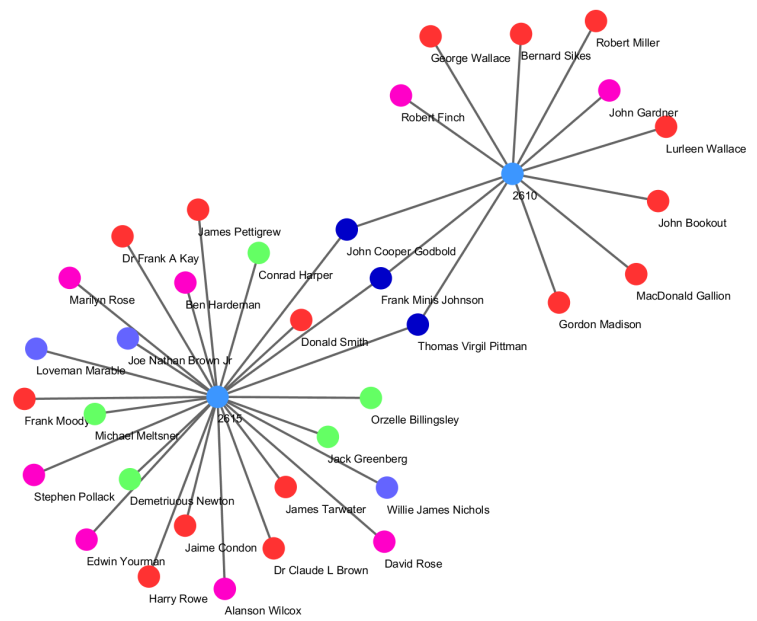 Robert Miller
George Wallace
Bernard Sikes
John Gardner
Robert Finch
Lurleen Wallace
2610
John Bookout
James Pettigrew
John Cooper Godbold
Dr Frank A Kay
Conrad Harper
MacDonald Gallion
Marilyn Rose
Ben Hardeman
Frank Minis Johnson
Gordon Madison
Donald Smith
Thomas Virgil Pittman
Joe Nathan Brown Jr
Loveman Marable
Frank Moody
2615
Orzelle Billingsley
Michael Meltsner
Jack Greenberg
Stephen Pollack
Demetriuous Newton
James Tarwater
Willie James Nichols
Jaime Condon
Edwin Yourman
Dr Claude L Brown
David Rose
Harry Rowe
Alanson Wilcox